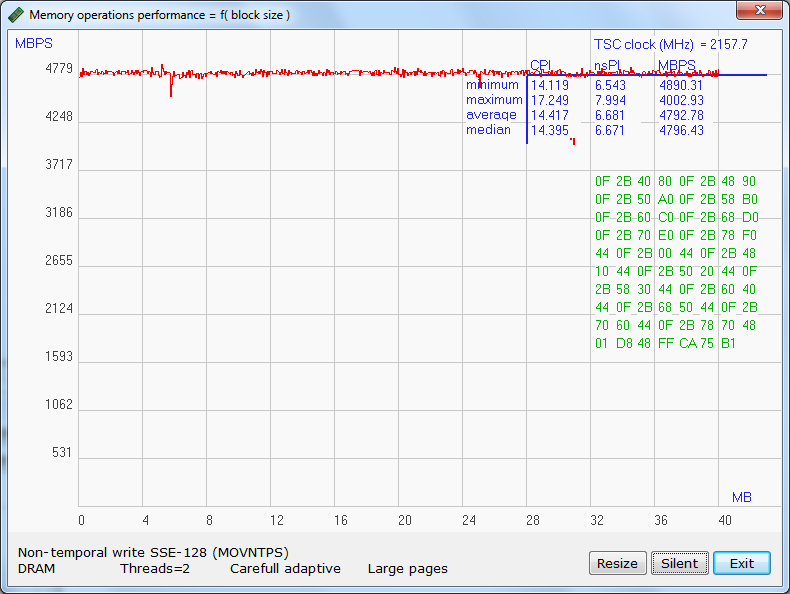 Memory operations performance = f( block size )
MBPS
TSC clock (MHz) = 2157.7
CPI nsPI MBPS
minimum 14.119 6.543 4890.31
maximum 17.249 7.994 4002.93
average 14.417 6.681 4792.78
median 14.395 6.671 4796.43
4779
4248
3717
3186
2655
2124
1593
1062
531
0F 2B 40 80 0F 2B 48 90
0F 2B 50 A0 0F 2B 58 B0
0F 2B 60 C0 0F 2B 68 D0
0F 2B 70 E0 0F 2B 78 F0
44 0F 2B 00 44 0F 2B 48
10 44 0F 2B 50 20 44 0F
2B 58 30 44 0F 2B 60 40
44 0F 2B 68 50 44 0F 2B
70 60 44 0F 2B 78 70 48
01 D8 48 FF CA 75 B1
MB
0 4 8 12 16 20 24 28 32 36 40
Non-temporal write SSE-128 (MOVNTPS)
DRAM Threads=2 Carefull adaptive Large pages
Resize Silent Exit